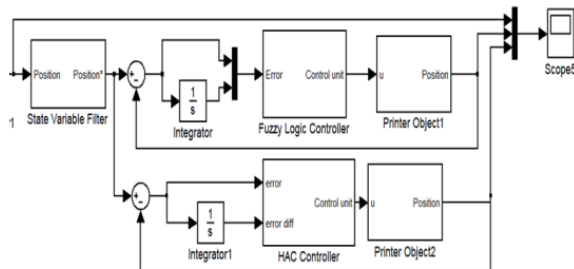 Position Position*
State Variable Filter
1
+
-
1
s
Integrator
Error Control unit
Fuzzy Logic Controller
u Position
Printer Object1
Scope5
+
-
1
s
Integrator1
error
error diff
Control unit
HAC Controller
u Position
Printer Object2